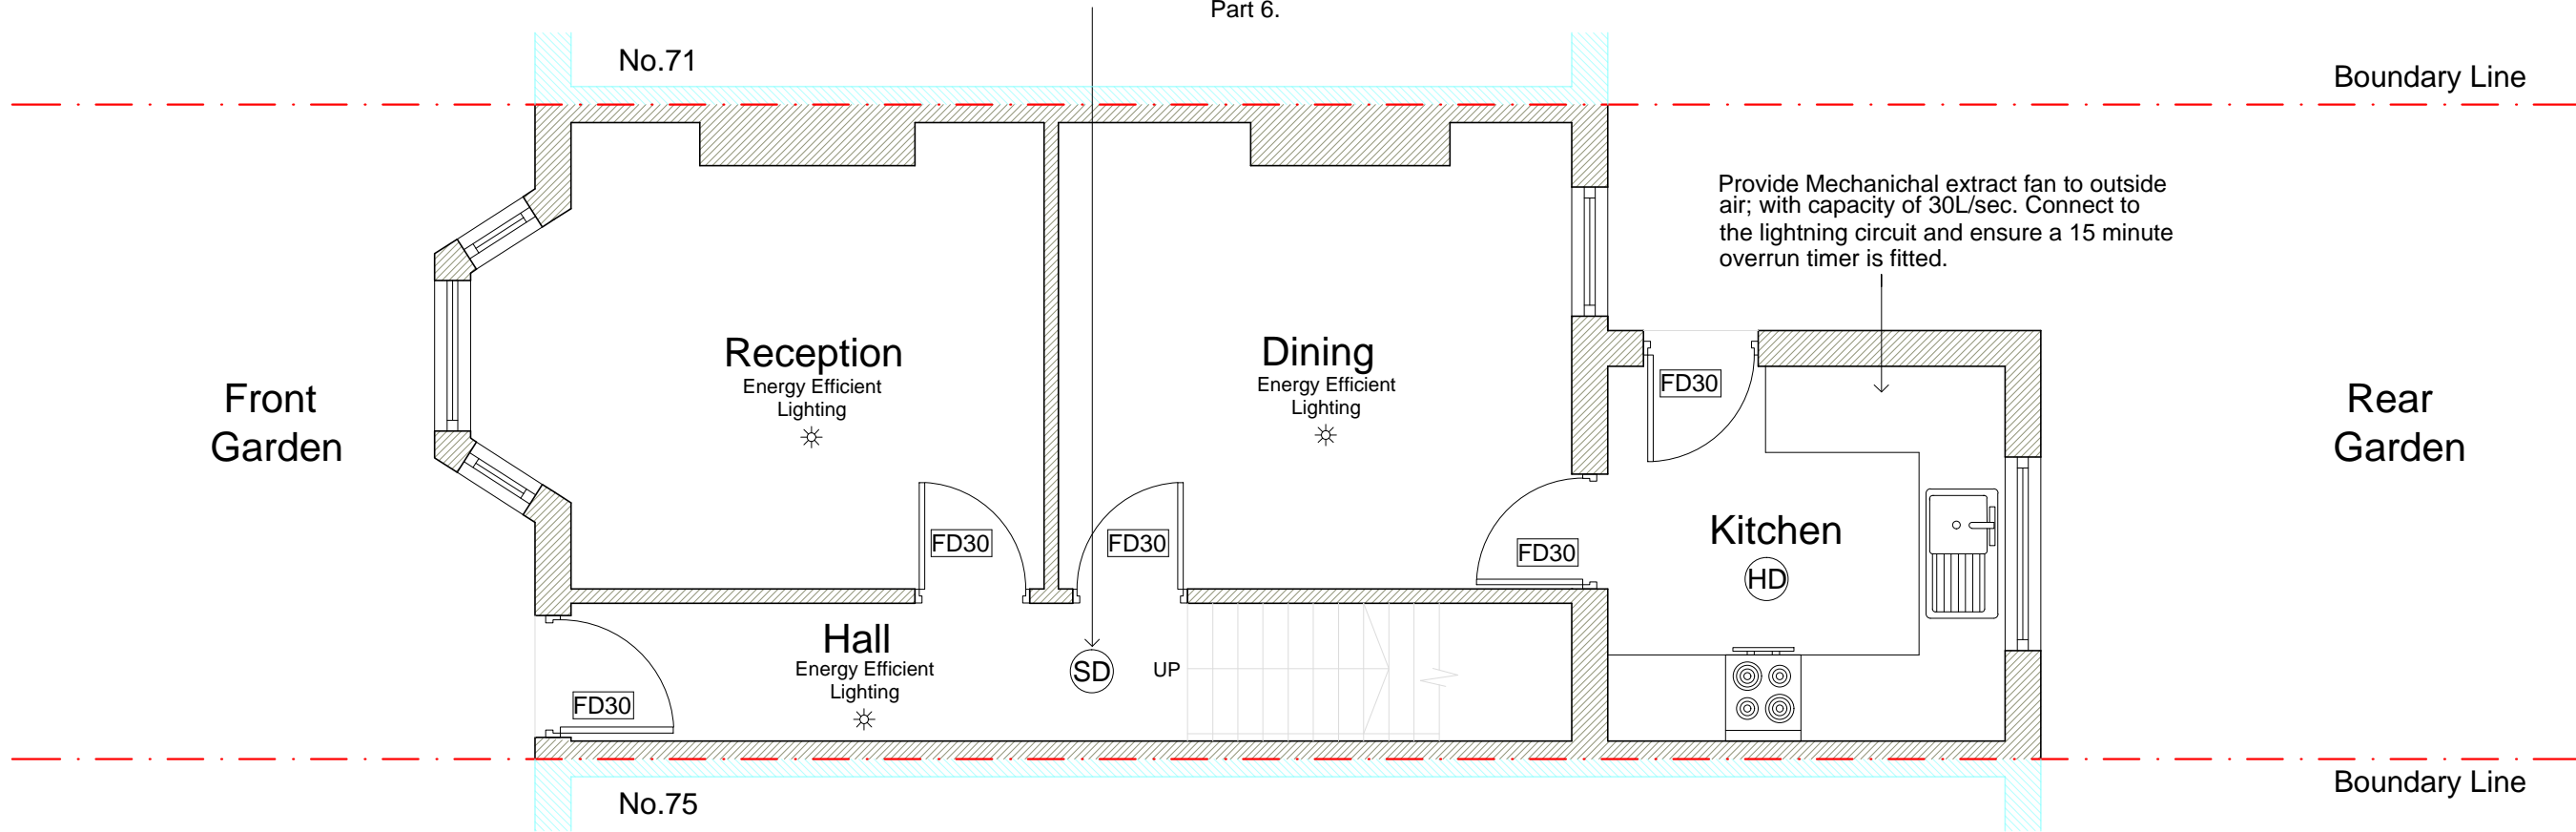 Part 6.
No.71
Boundary Line
Provide Mechanichal extract fan to outside
air; with capacity of 30L/sec. Connect to
the lightning circuit and ensure a 15 minute
overrun timer is fitted.
Front
Garden
Reception
Energy Efficient
Lighting
Dining
Energy Efficient
Lighting
FD30
Rear
Garden
FD30
FD30
FD30
Kitchen
HD
Hall
Energy Efficient
Lighting
SD
UP
FD30
No.75
Boundary Line